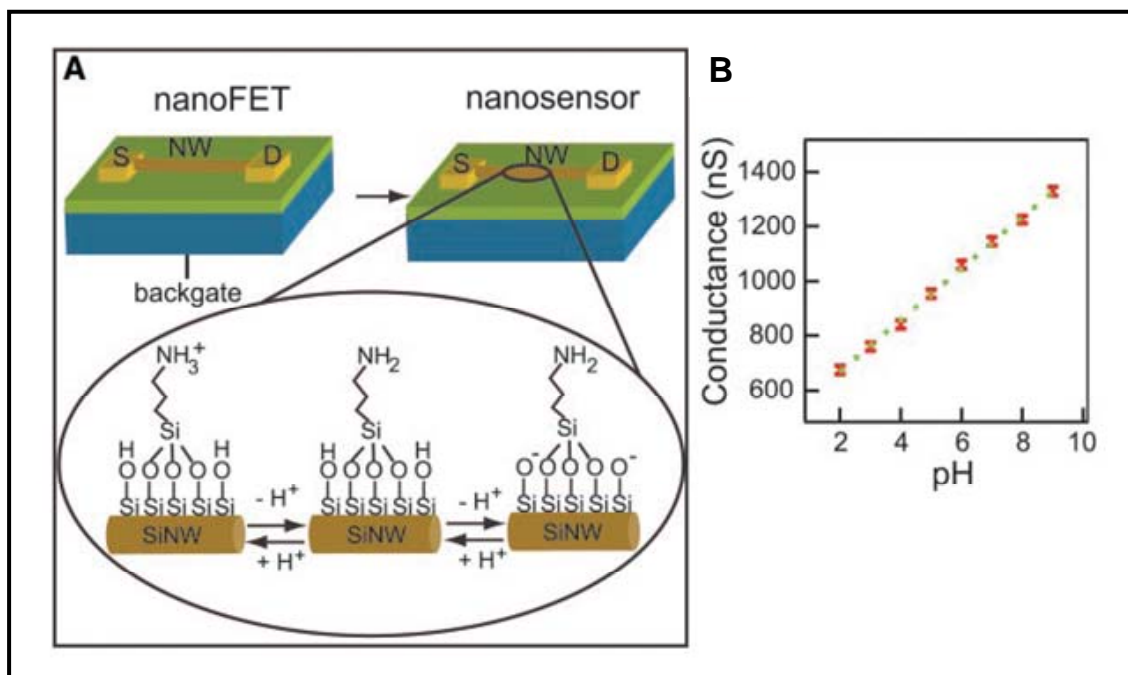 A
nanoFET
nanosensor
S NW D
S NW D
backgate
NH3+
NH2
NH2
Si
Si
Si
H H
H H
O O O O O
O O O O O
O- O O O O-
Si Si Si Si Si
Si Si Si Si Si
Si Si Si Si Si
- H+
- H+
SiNW
SiNW
SiNW
+ H+
+ H+
B
Conductance (nS)
1400
1200
1000
800
600
2 4 6 8 10
pH